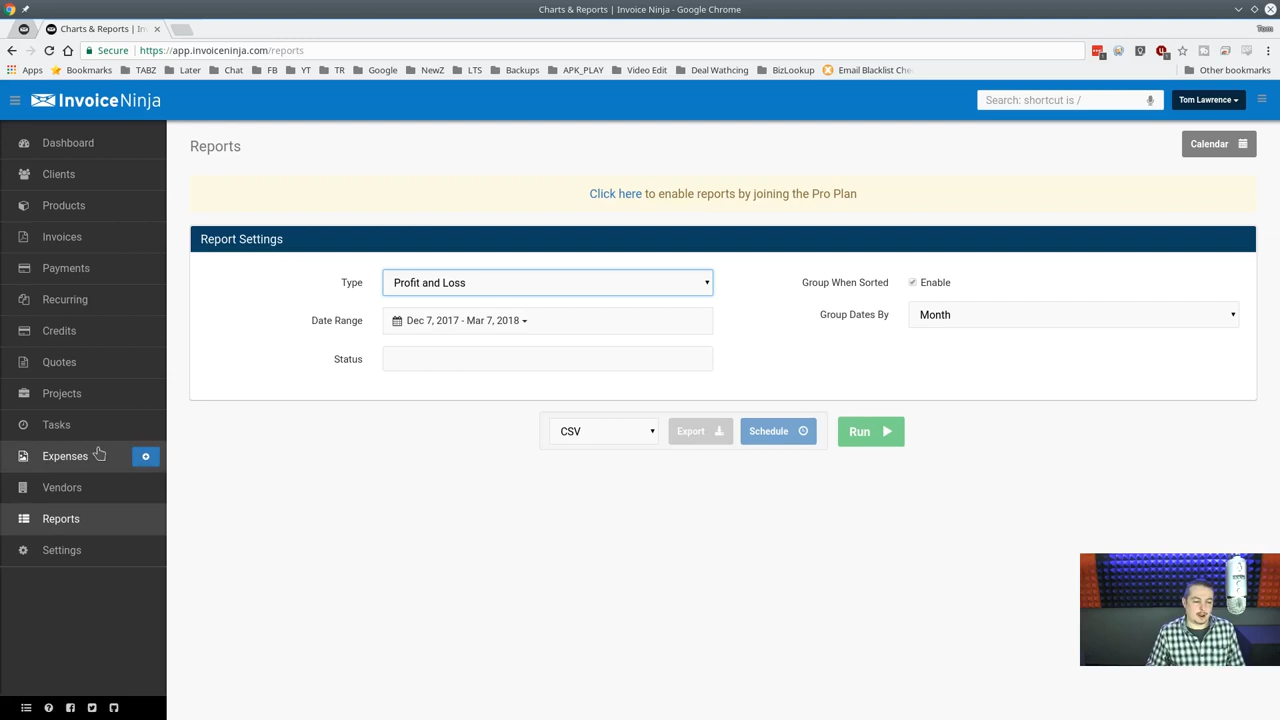 Charts & Reports | Invoice Ninja - Google Chrome
Charts & Reports | In
Tom
Secure
https://app.invoiceninja.com/reports
Apps
Bookmarks
TABZ
Later
Chat
FB
YT
TR
Google
NewZ
LTS
Backups
APK_PLAY
Video Edit
Deal Wathcing
BizLookup
Email Blacklist Che
Other bookmarks
InvoiceNinja
Search: shortcut is /
Tom Lawrence
Dashboard
Clients
Products
Invoices
Payments
Recurring
Credits
Quotes
Projects
Tasks
Expenses
Vendors
Reports
Settings
Reports
Calendar
Click here to enable reports by joining the Pro Plan
Report Settings
Type
Profit and Loss
Group When Sorted
Enable
Date Range
Dec 7, 2017 - Mar 7, 2018
Group Dates By
Month
Status
CSV
Export
Schedule
Run